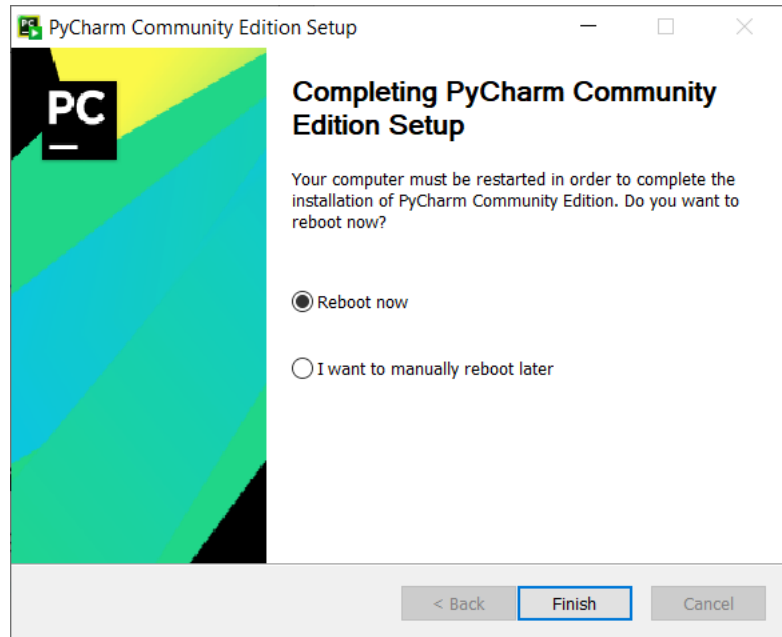 PyCharm Community Edition Setup
PC
Completing PyCharm Community
Edition Setup
Your computer must be restarted in order to complete the
installation of PyCharm Community Edition. Do you want to
reboot now?
Reboot now
I want to manually reboot later
< Back Finish Cancel